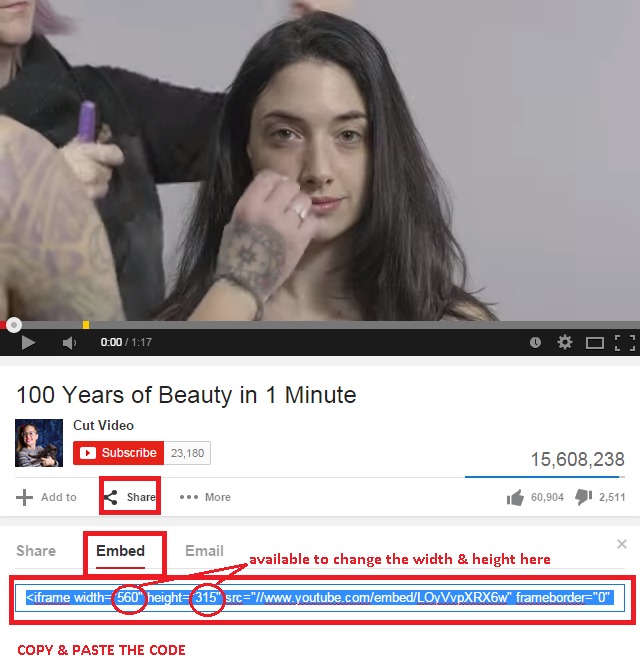 0:00 / 1:17
100 Years of Beauty in 1 Minute
Cut Video
Subscribe 23,180
15,608,238
Add to Share More 60,904 2,511
Share Embed Email
available to change the width & height here
<iframe width="560" height="315" src="//www.youtube.com/embed/LOyVvpXRX6w" frameborder="0"
COPY & PASTE THE CODE